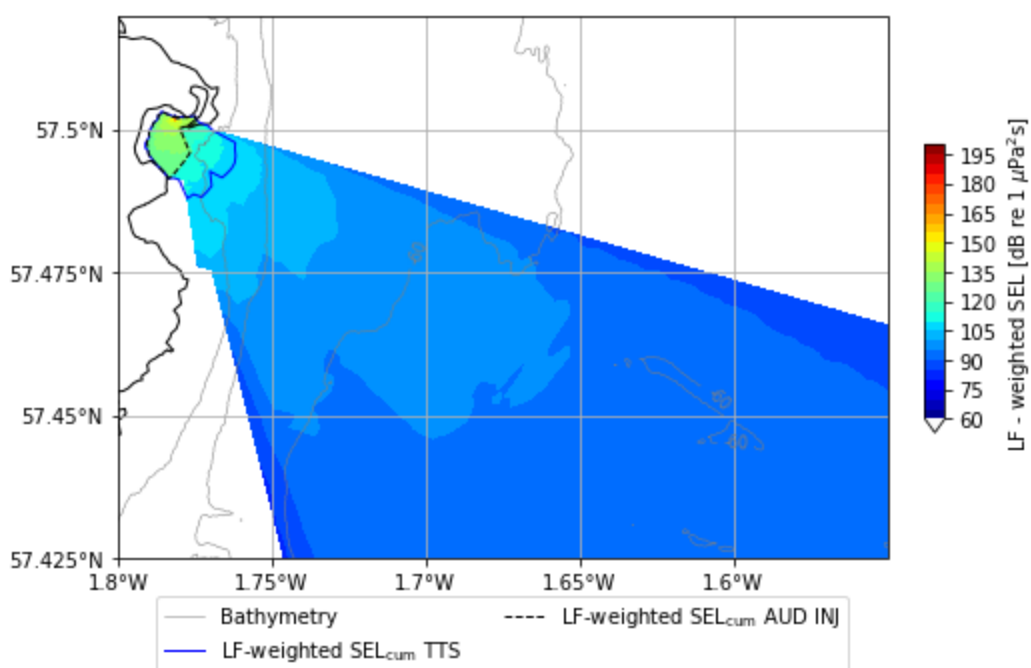 57.5°N
57.475°N
57.45°N
57.425°N
1.8°W
1.75°W
1.7°W
1.65°W
1.6°W
60
60
195
180
165
150
135
120
105
90
75
60
LF - weighted SEL [dB re 1 µPa²s]
Bathymetry
LF-weighted SELcum AUD INJ
LF-weighted SELcum TTS